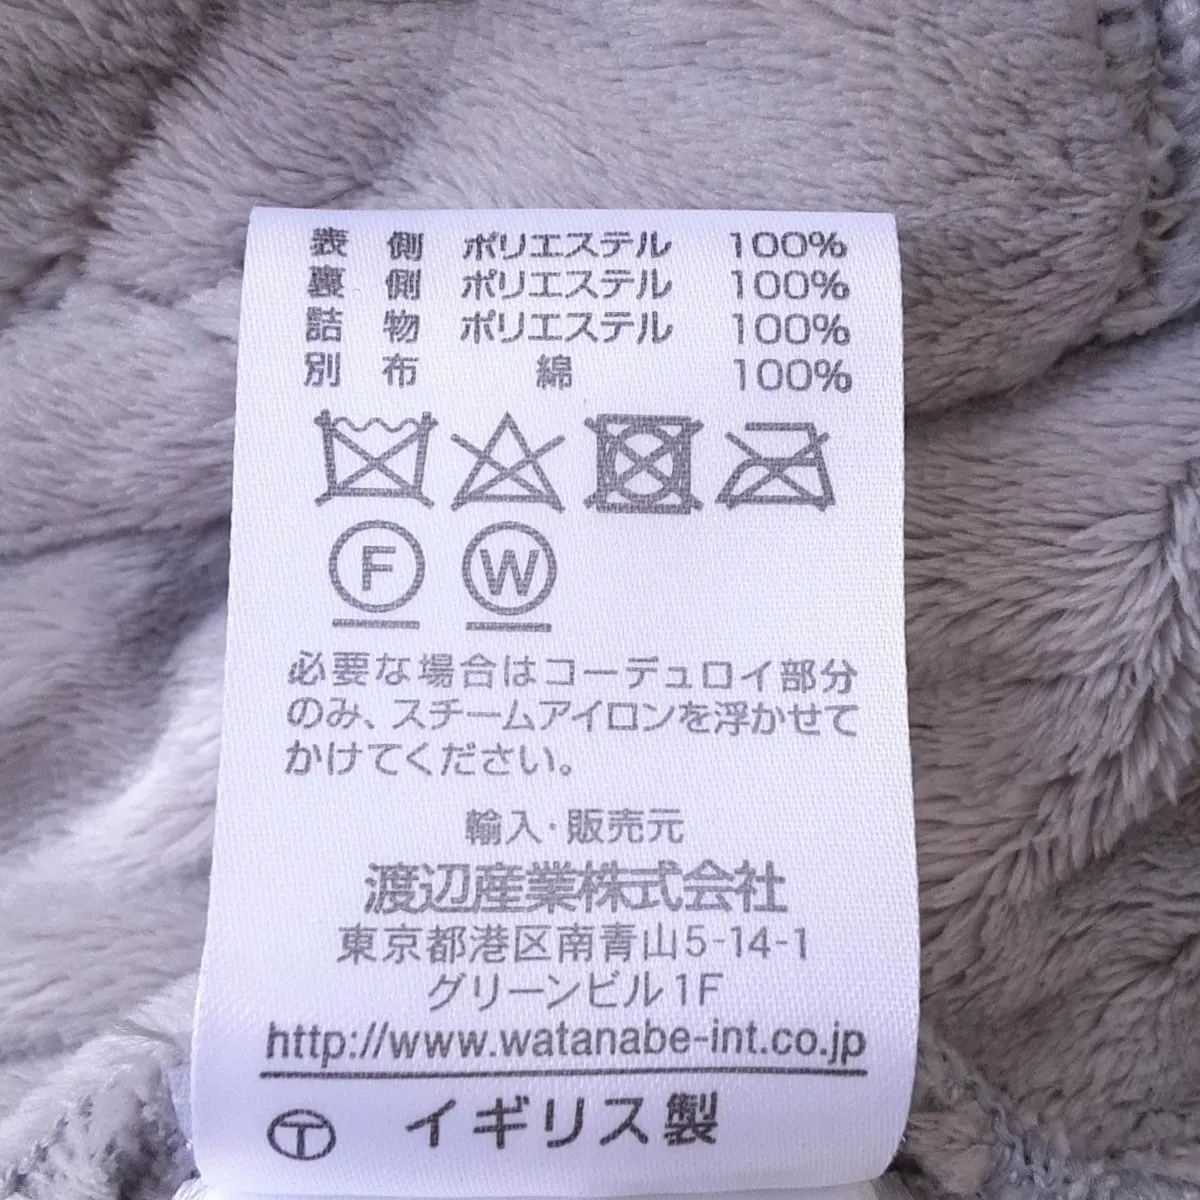 表側 ポリエステル 100%
裏側 ポリエステル 100%
詰物 ポリエステル 100%
別布 綿 100%
F W
必要な場合はコーデュロイ部分
のみ、スチームアイロンを浮かせて
かけてください。
輸入・販売元
渡辺産業株式会社
東京都港区南青山5-14-1
グリーンビル1F
http://www.watanabe-int.co.jp
T イギリス製